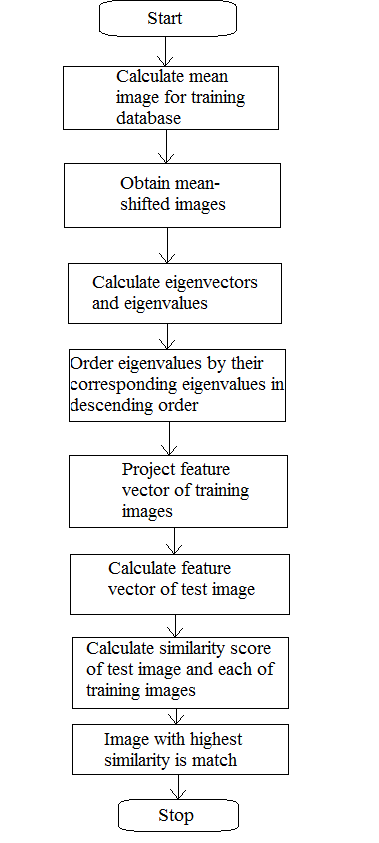 Start
Calculate mean
image for training
database
Obtain mean-
shifted images
Calculate eigenvectors
and eigenvalues
Order eigenvalues by their
corresponding eigenvalues in
descending order
Project feature
vector of training
images
Calculate feature
vector of test image
Calculate similarity score
of test image and each of
training images
Image with highest
similarity is match
Stop